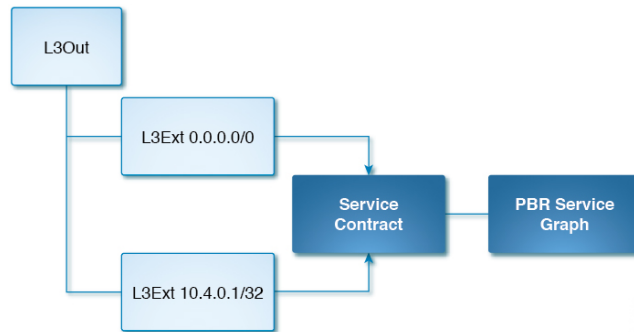 L3Out
L3Ext 0.0.0.0/0
Service
Contract
PBR Service
Graph
L3Ext 10.4.0.1/32